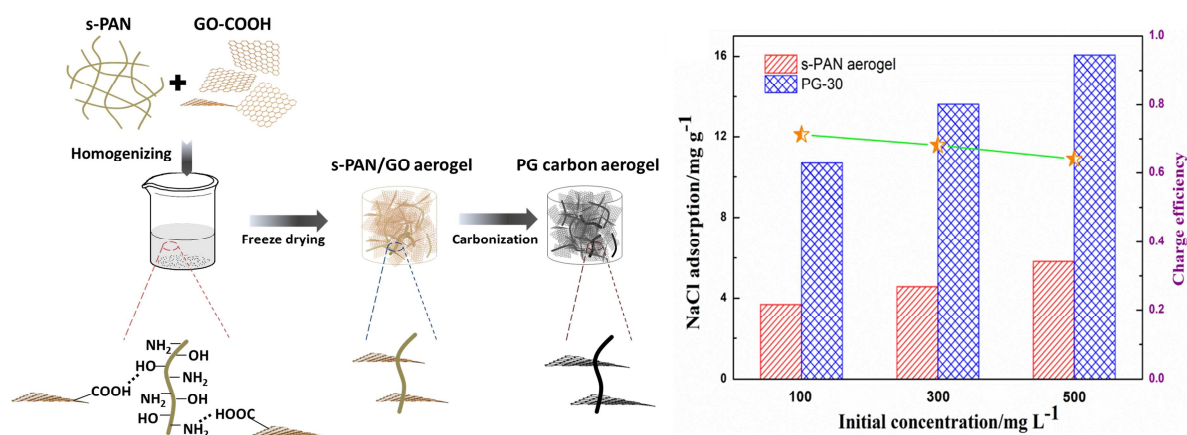 s-PAN
GO-COOH
+
Homogenizing
Freeze drying
s-PAN/GO aerogel
Carbonization
PG carbon aerogel
NH₂
OH
HO
COOH
NH₂
NH₂
OH
HO
HOOC
NH₂
s-PAN aerogel
PG-30
NaCl adsorption/mg g⁻¹
16
12
8
4
0
100
300
500
Initial concentration/mg L⁻¹
1.0
0.8
0.6
0.4
0.2
0.0
Charge efficiency